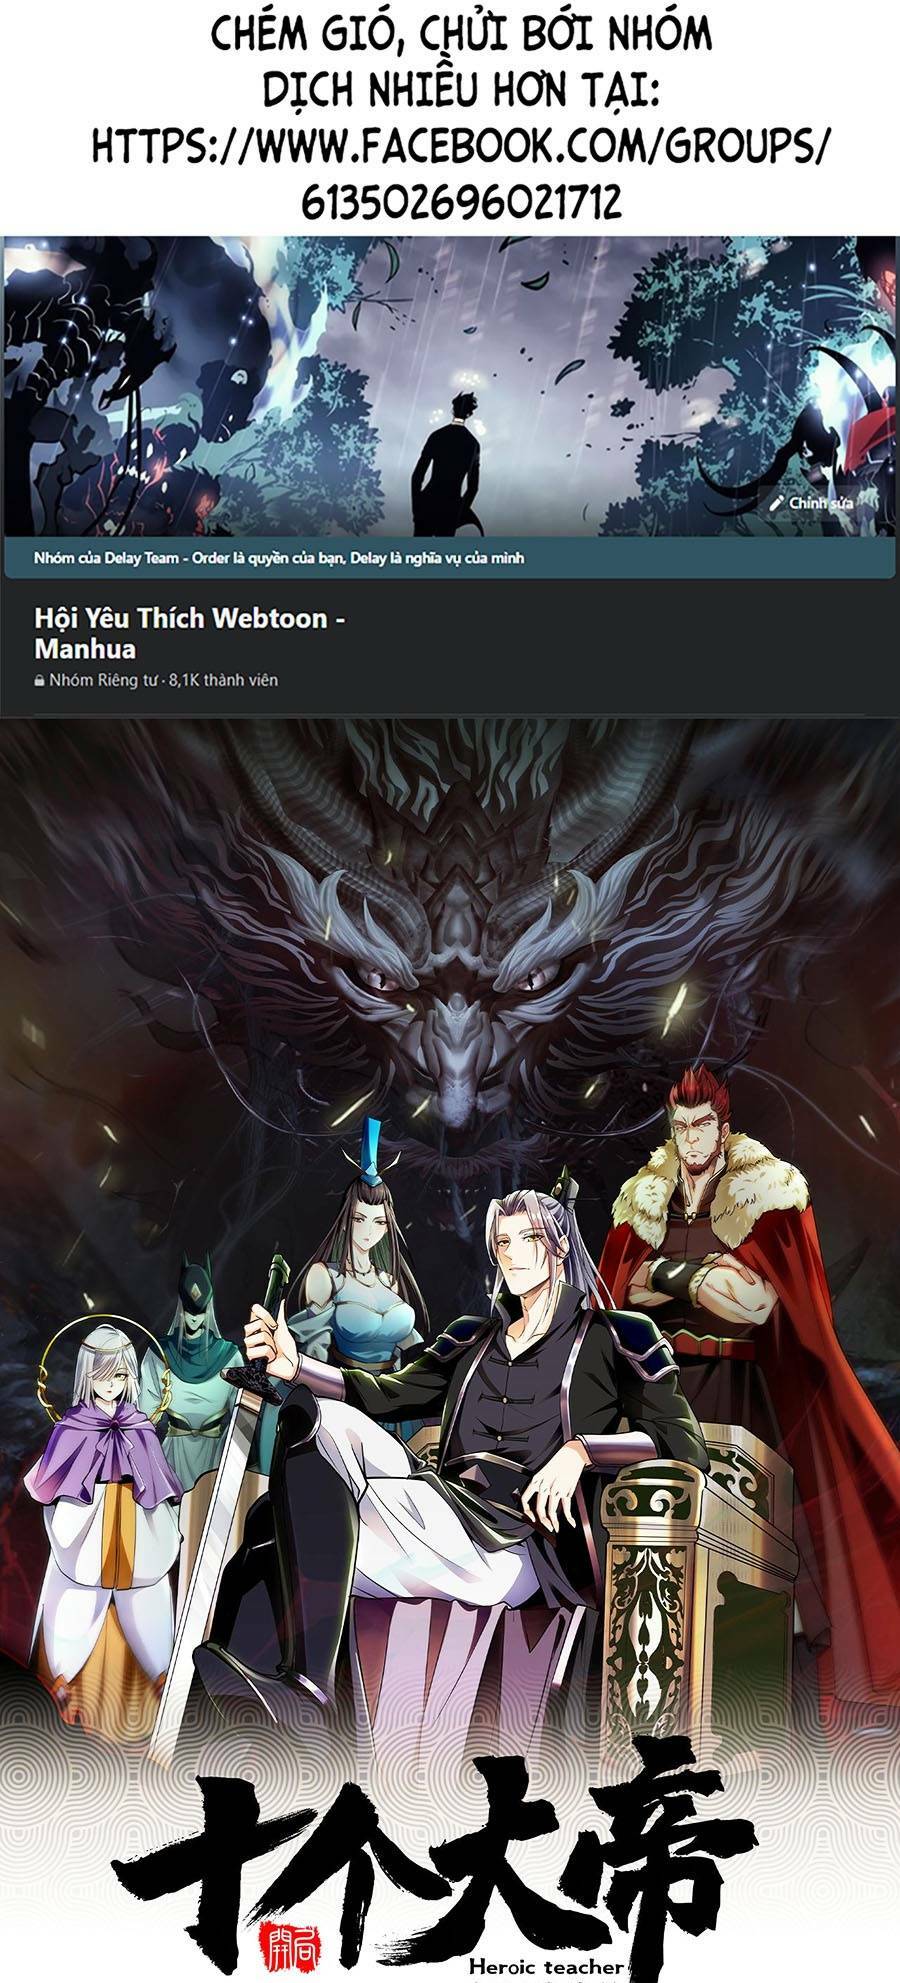 CHÉM GIÓ, CHỬI BỚI NHÓM
DỊCH NHIỀU HƠN TẠI:
HTTPS://WWW.FACEBOOK.COM/GROUPS/
613502696021712
Chỉnh sửa
Nhóm của Delay Team - Order là quyền của bạn, Delay là nghĩa vụ của mình
Hội Yêu Thích Webtoon -
Manhua
Nhóm Riêng tư · 8,1K thành viên
十个大帝
開局
Heroic teacher